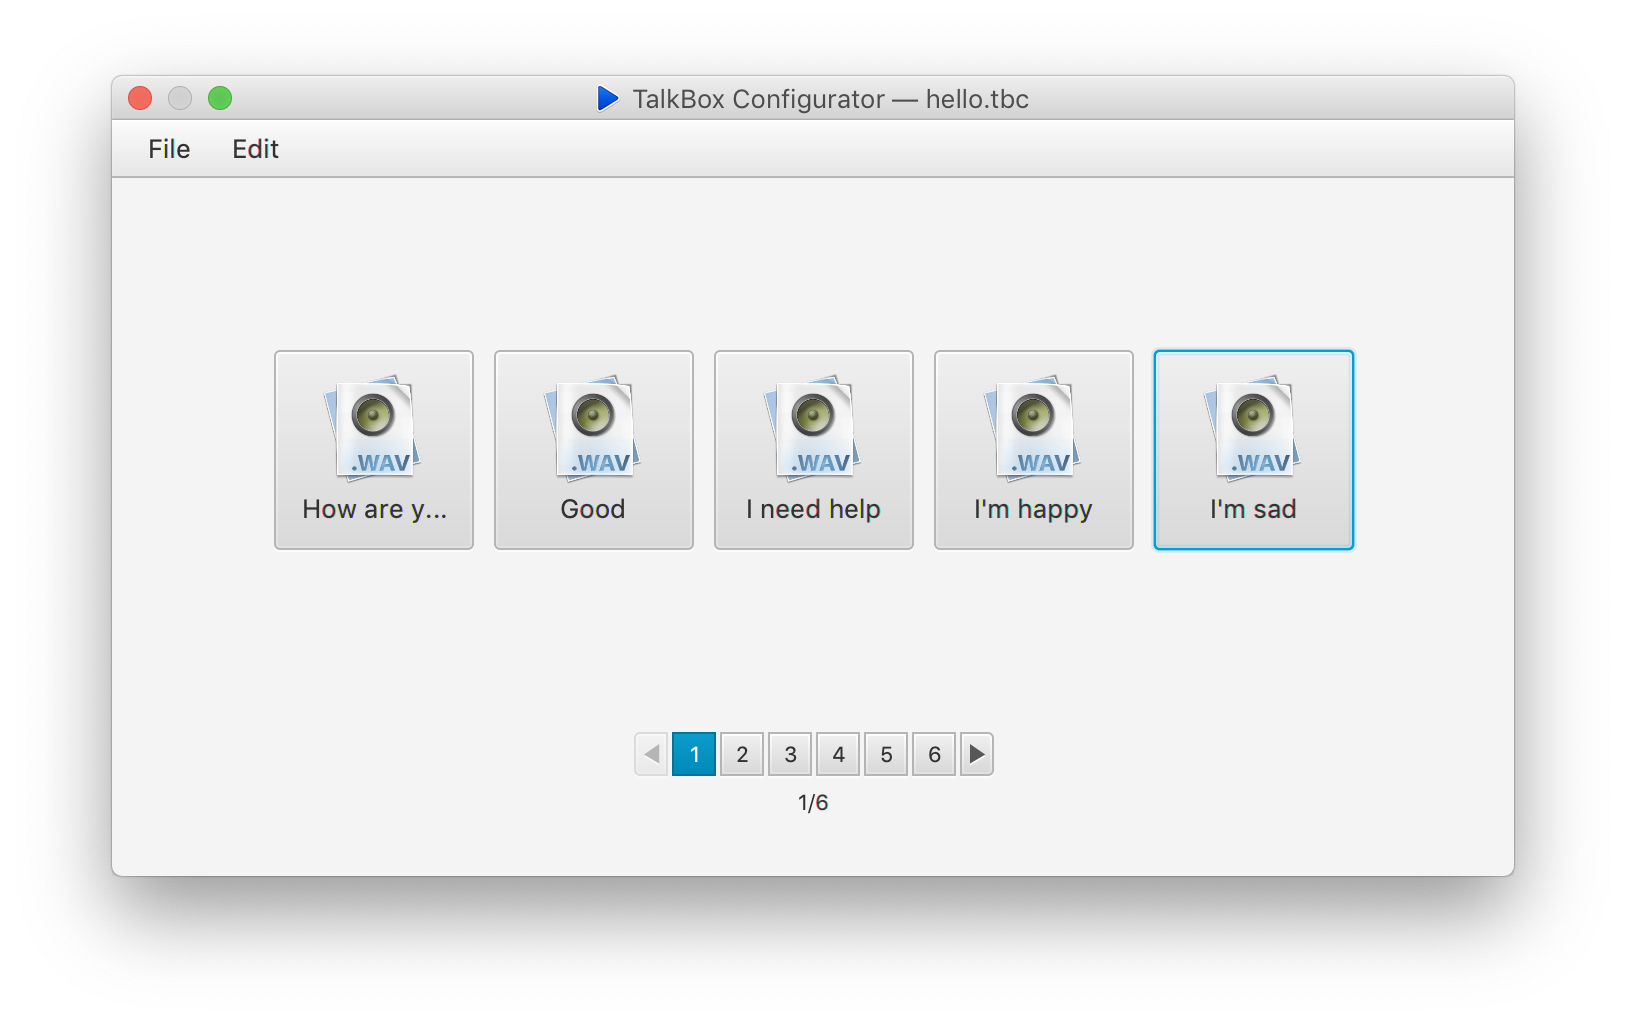 TalkBox Configurator — hello.tbc
File Edit
.WAV .WAV .WAV .WAV .WAV
How are y... Good I need help I'm happy I'm sad
1 2 3 4 5 6
1/6